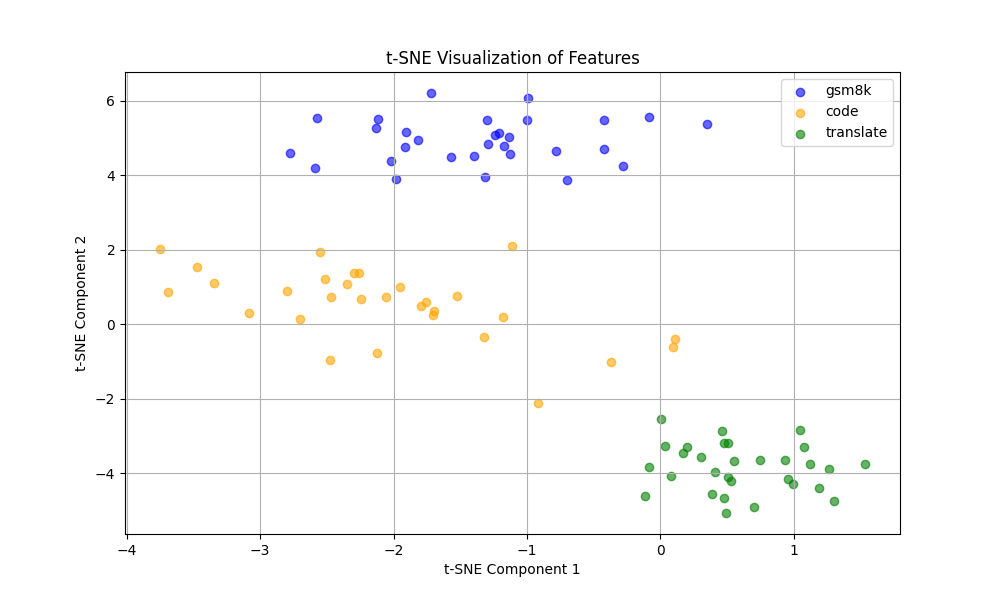 t-SNE Visualization of Features
gsm8k
code
translate
6
4
2
0
−2
−4
t-SNE Component 2
−4
−3
−2
−1
0
1
t-SNE Component 1